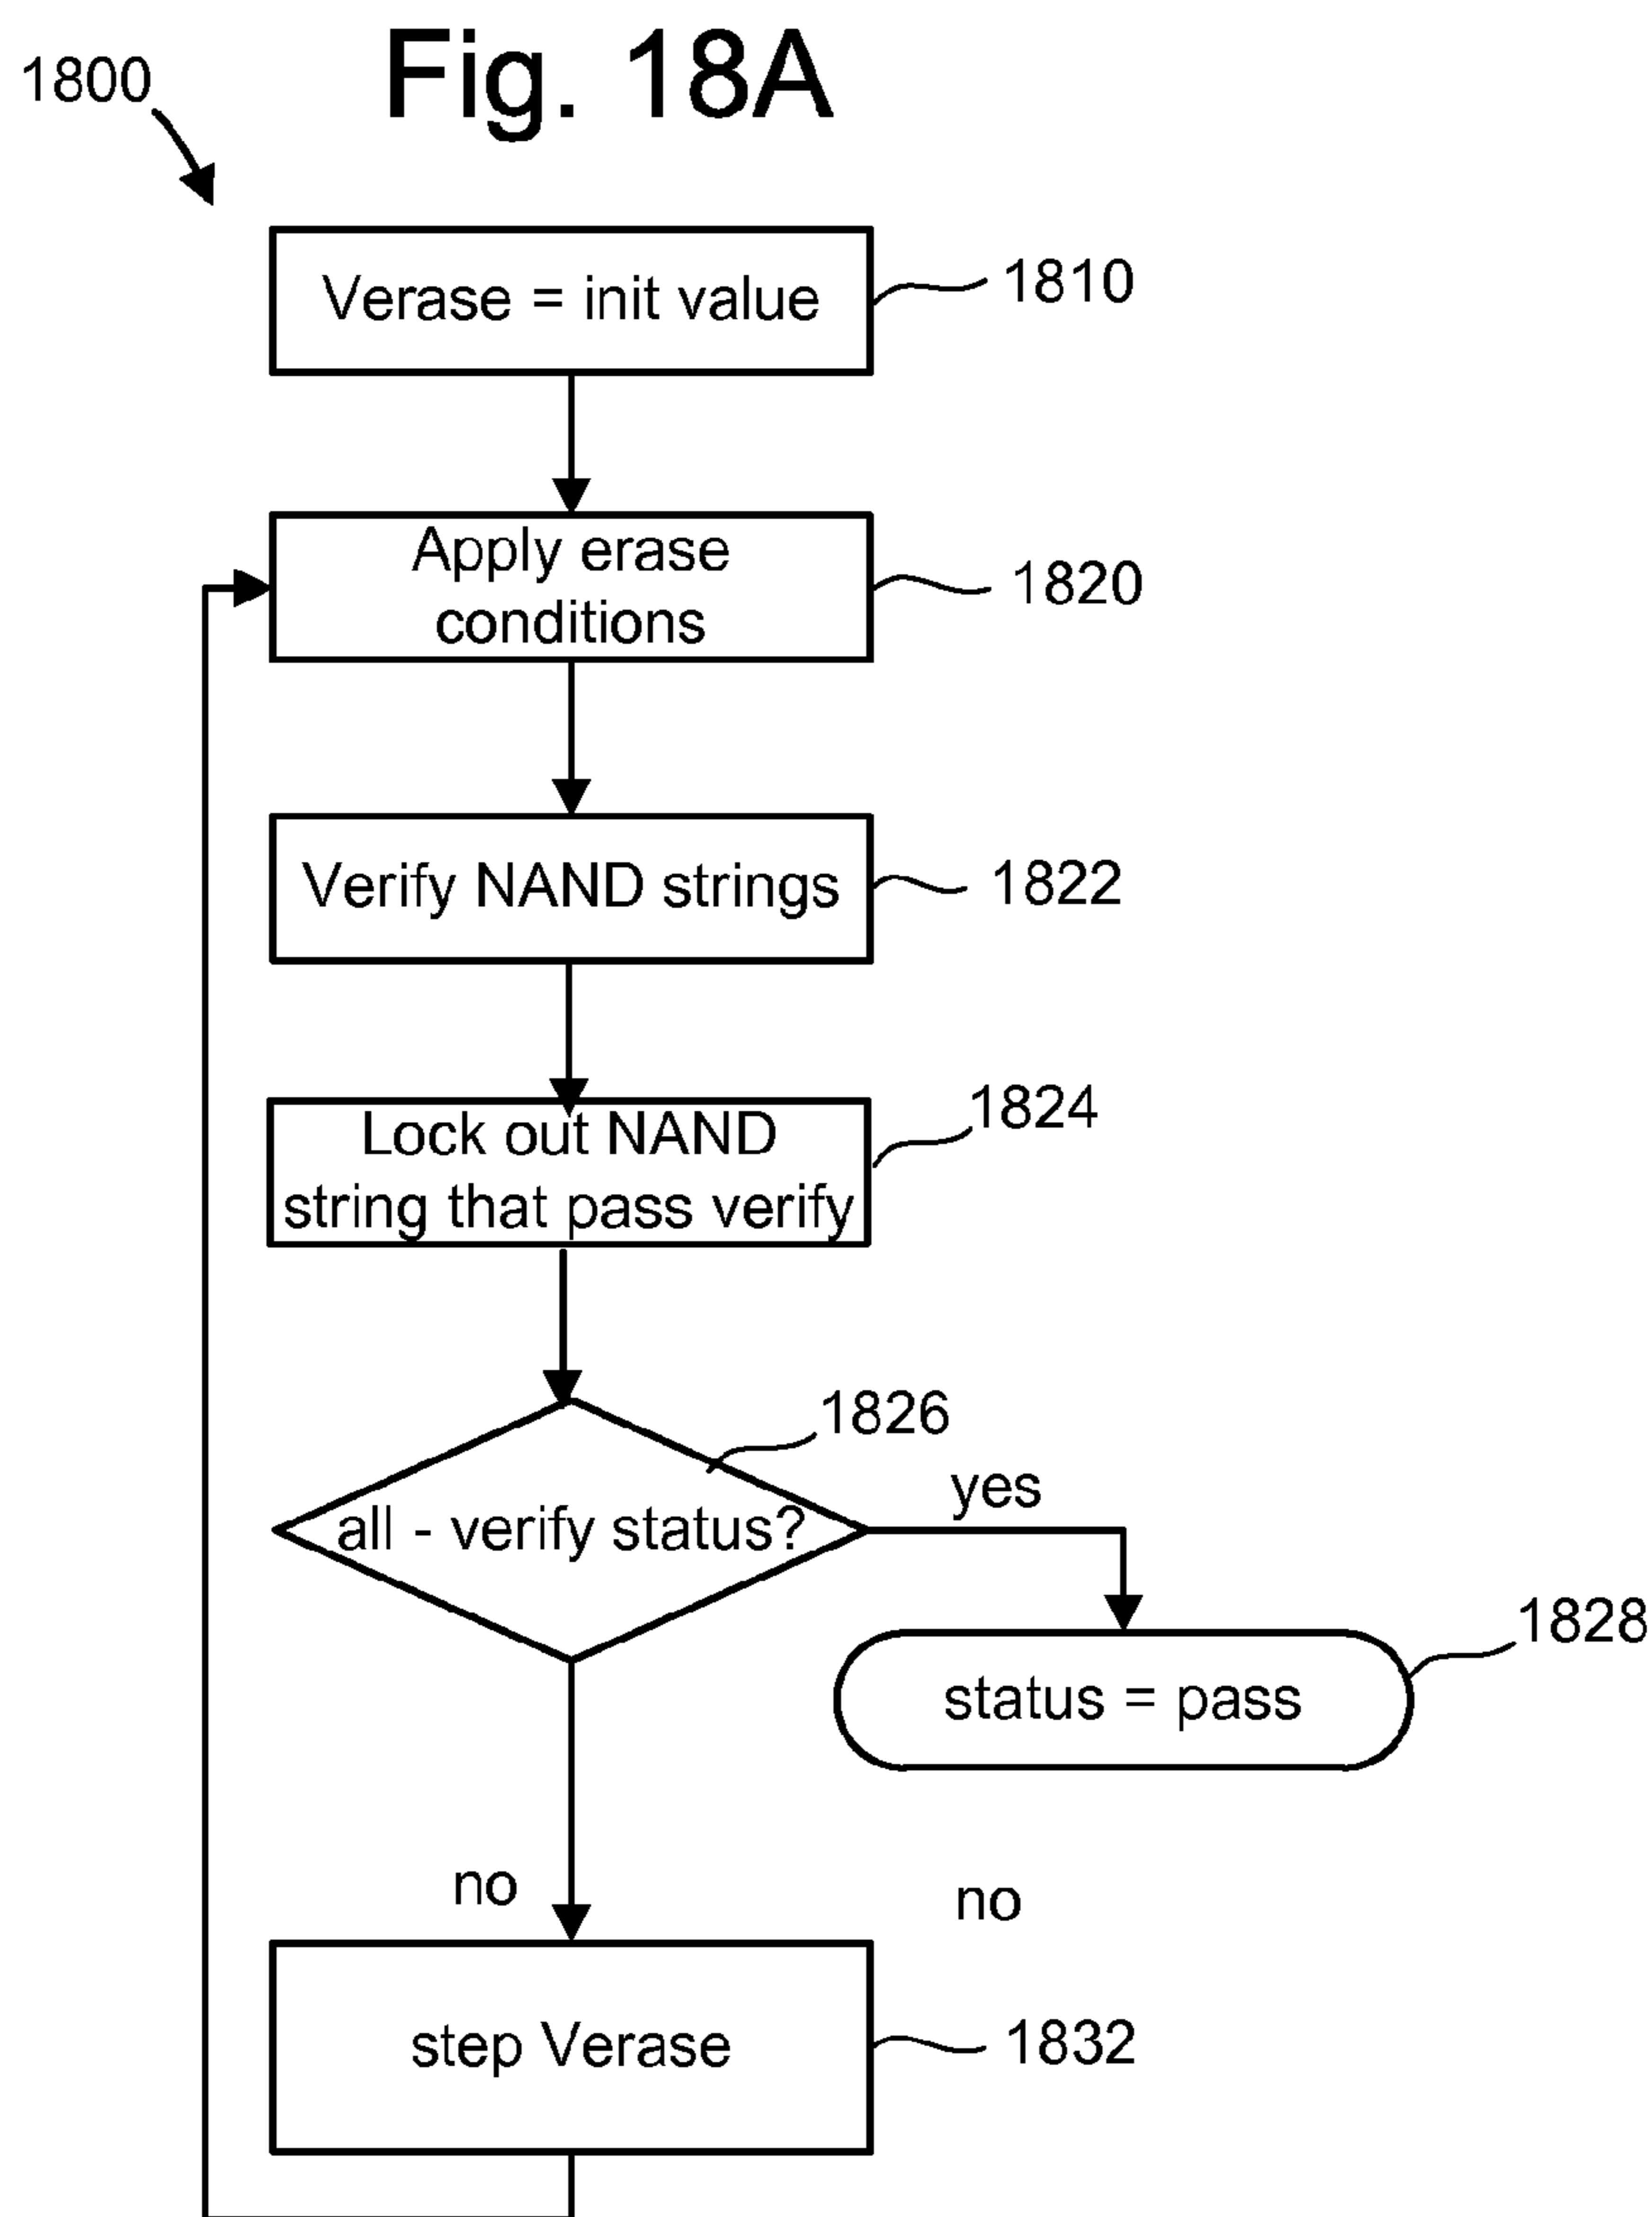 Fig. 18A
1800
Verase = init value
1810
Apply erase
conditions
1820
Verify NAND strings
1822
Lock out NAND
string that pass verify
1824
1826
all - verify status?
yes
1828
status = pass
no
no
step Verase
1832